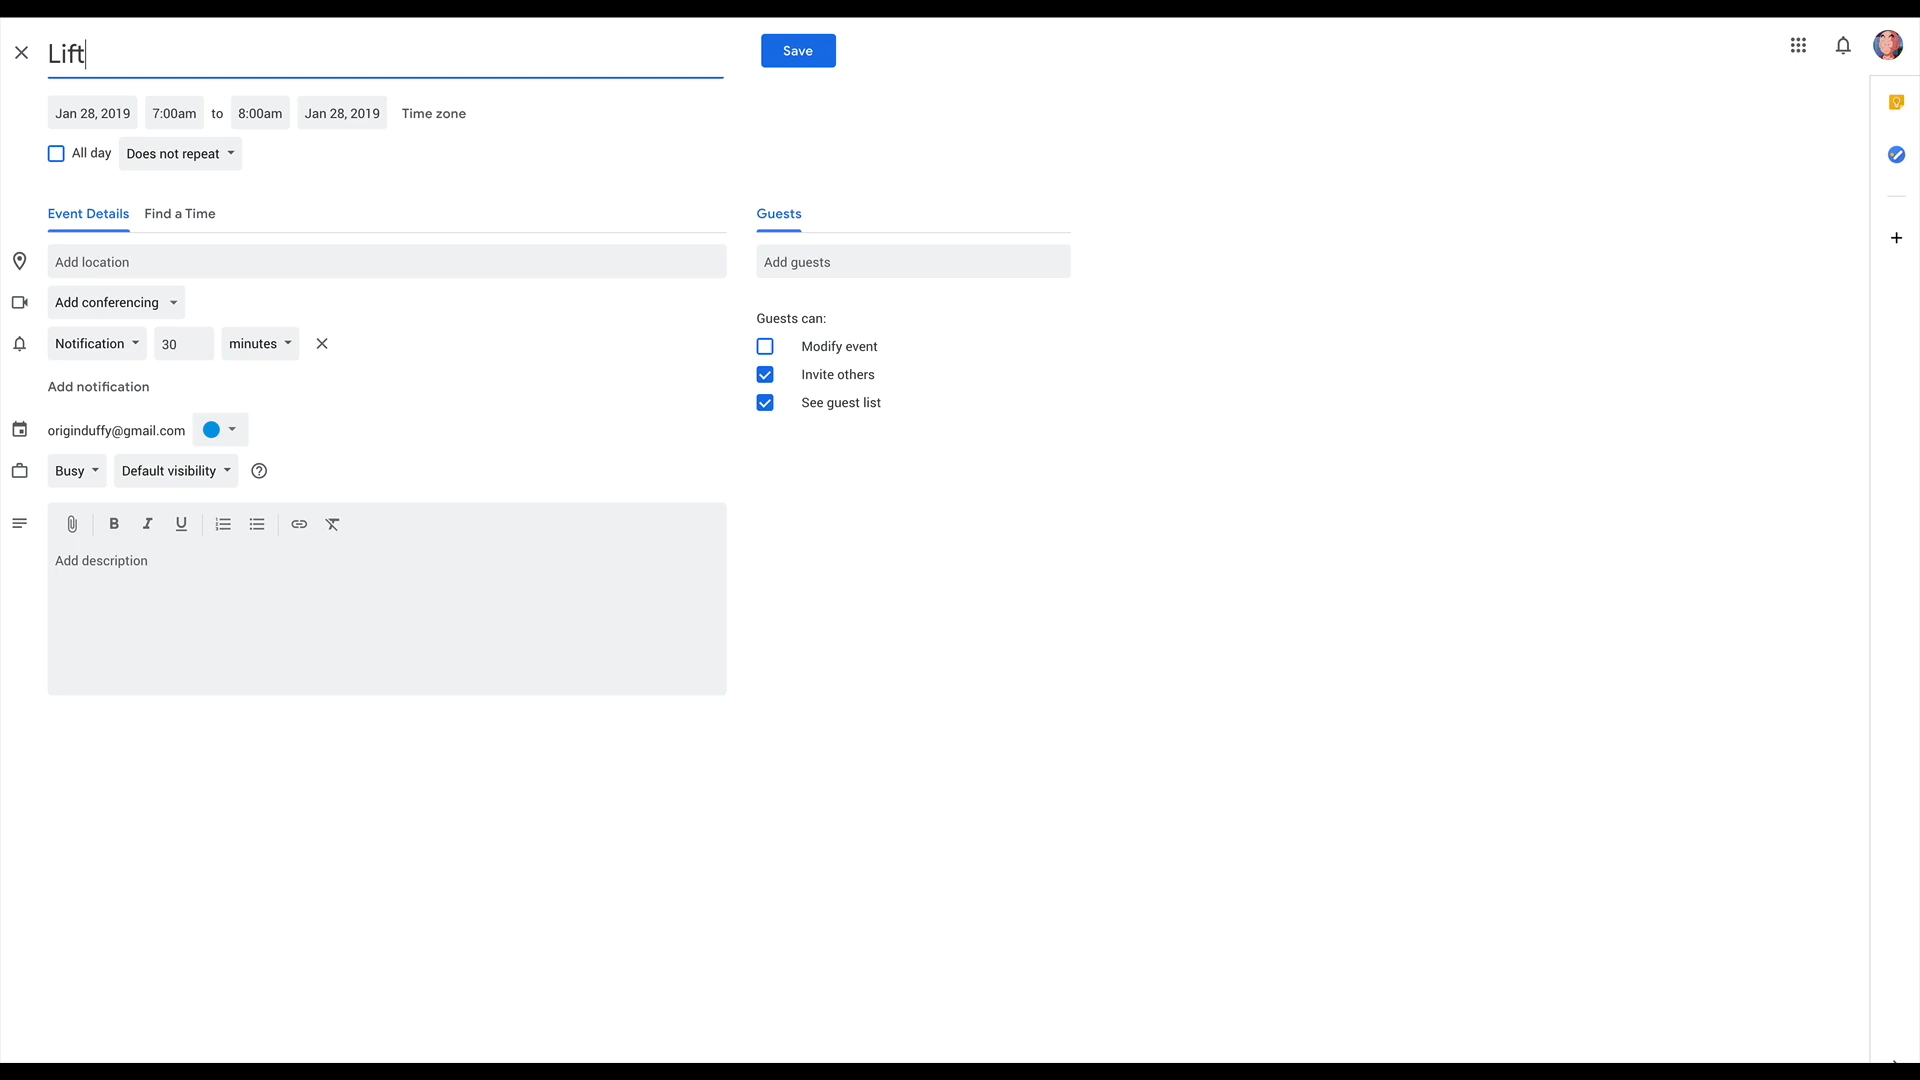 Lift
Save
Jan 28, 2019 7:00am to 8:00am Jan 28, 2019 Time zone
All day Does not repeat
Event Details Find a Time
Guests
Add location
Add guests
Add conferencing
Guests can:
Notification 30 minutes
Modify event
Invite others
Add notification
See guest list
originduffy@gmail.com
Busy Default visibility
B I U
Add description